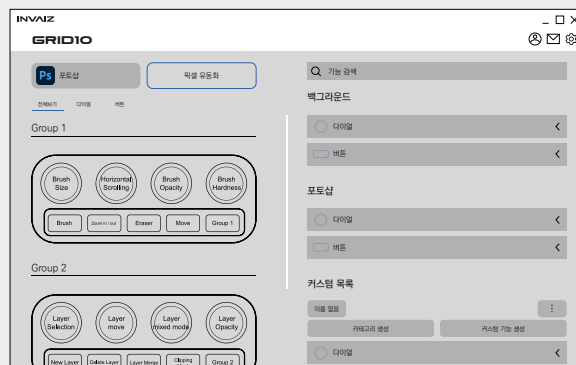 INVAIZ
GRID10
Ps 포토샵
픽셀 유동화
전체보기 다이얼 버튼
Group 1
Brush Size
Horizontal Scrolling
Brush Opacity
Brush Hardness
Brush
Zoom in / out
Eraser
Move
Group 1
Group 2
Layer Selection
Layer move
Layer mixed mode
Layer Opacity
New Layer
Delete Layer
Layer Merge
Clipping
Group 2
기능 검색
백그라운드
다이얼
버튼
포토샵
다이얼
버튼
커스텀 목록
이름 없음
카테고리 생성
커스텀 기능 생성
다이얼